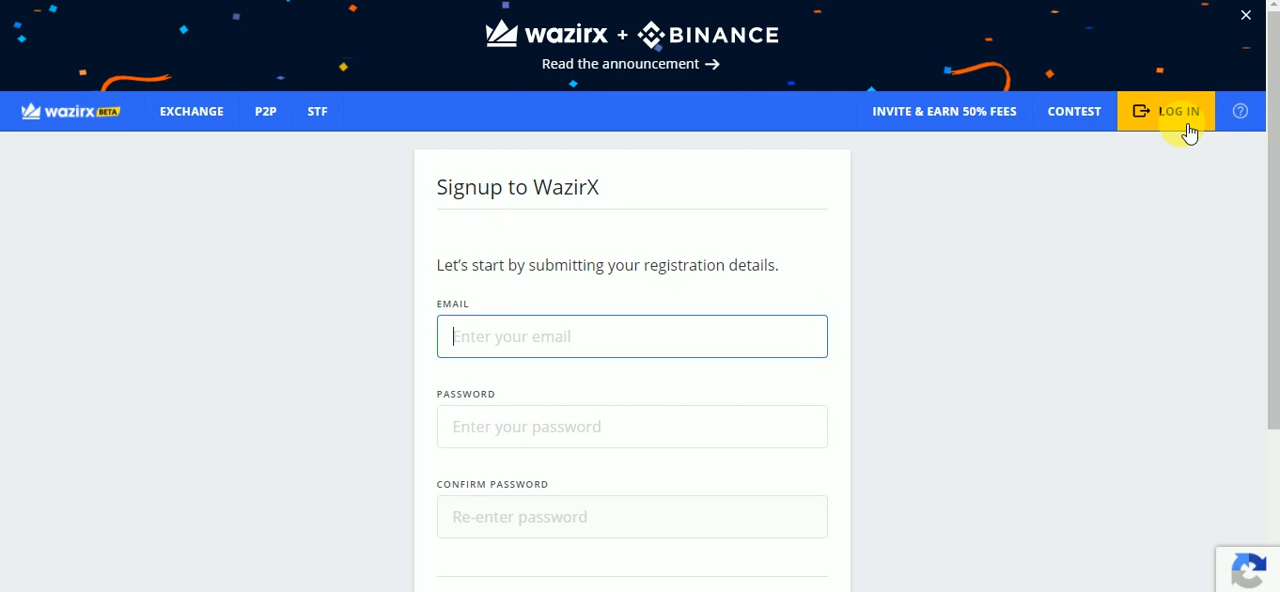 wazirx + BINANCE
Read the announcement →
wazirx BETA EXCHANGE P2P STF INVITE & EARN 50% FEES CONTEST LOG IN
Signup to WazirX
Let's start by submitting your registration details.
EMAIL
Enter your email
PASSWORD
Enter your password
CONFIRM PASSWORD
Re-enter password